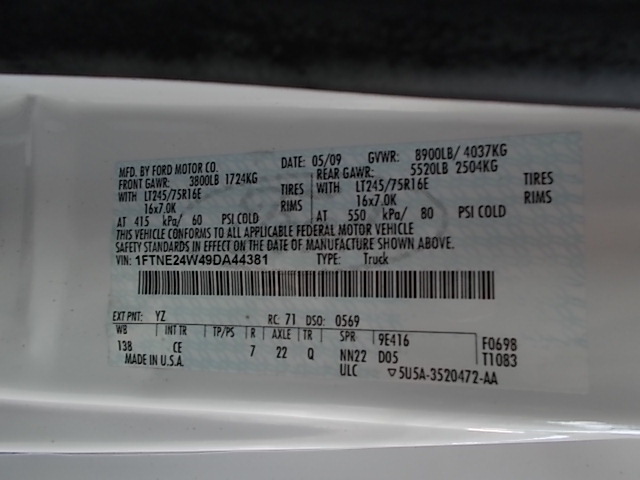 MFD. BY FORD MOTOR CO. DATE: 05/09 GVWR: 8900LB/ 4037KG
FRONT GAWR: 3800LB 1724KG REAR GAWR: 5520LB 2504KG
WITH LT245/75R16E TIRES WITH LT245/75R16E TIRES
16x7.0K RIMS 16x7.0K RIMS
AT 415 kPa/ 60 PSI COLD AT 550 kPa/ 80 PSI COLD
THIS VEHICLE CONFORMS TO ALL APPLICABLE FEDERAL MOTOR VEHICLE
SAFETY STANDARDS IN EFFECT ON THE DATE OF MANUFACTURE SHOWN ABOVE.
VIN: 1FTNE24W49DA44381 TYPE: Truck
EXT PNT: YZ RC: 71 DSO: 0569
WB INT TR TP/PS R AXLE TR SPR 9E416 F0698
138 CE 7 22 Q NN22 D05 T1083
MADE IN U.S.A. ULC ▽5U5A-3520472-AA